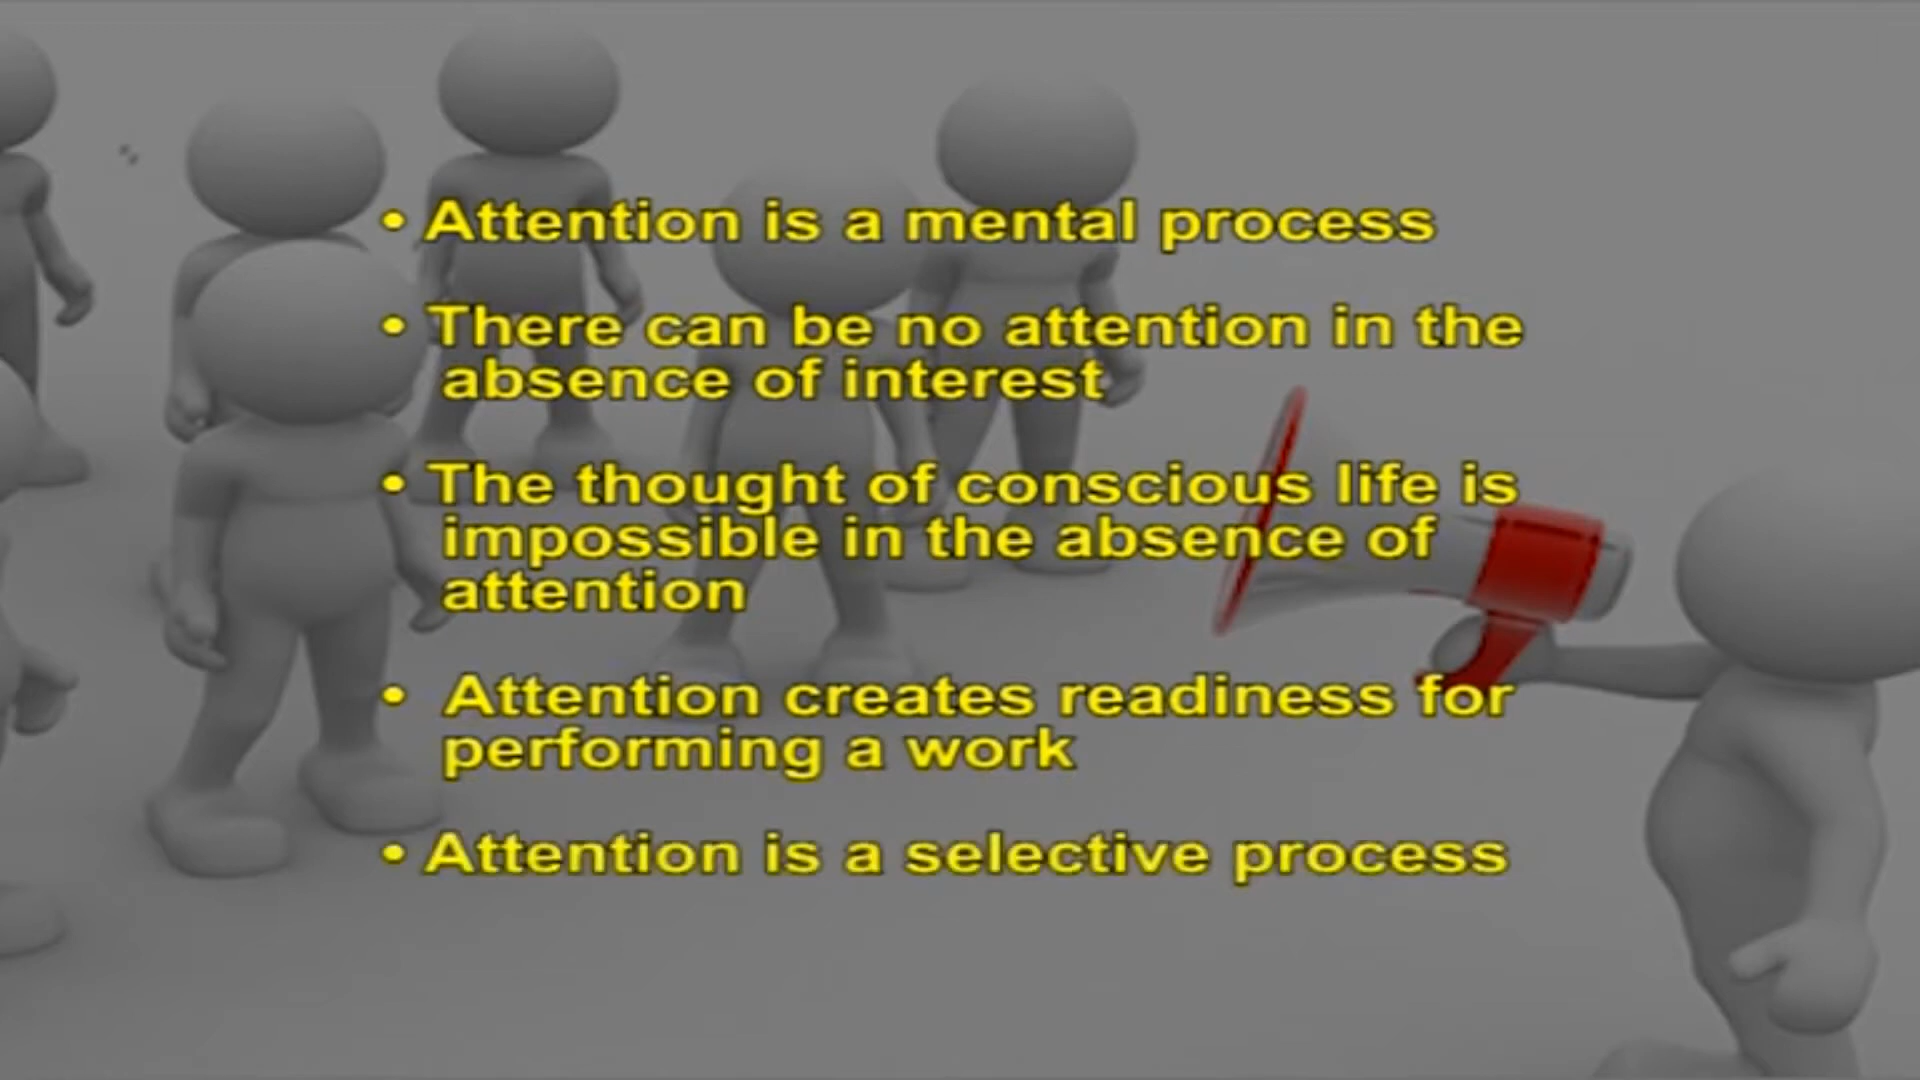 • Attention is a mental process
• There can be no attention in the
absence of interest
• The thought of conscious life is
impossible in the absence of
attention
• Attention creates readiness for
performing a work
• Attention is a selective process